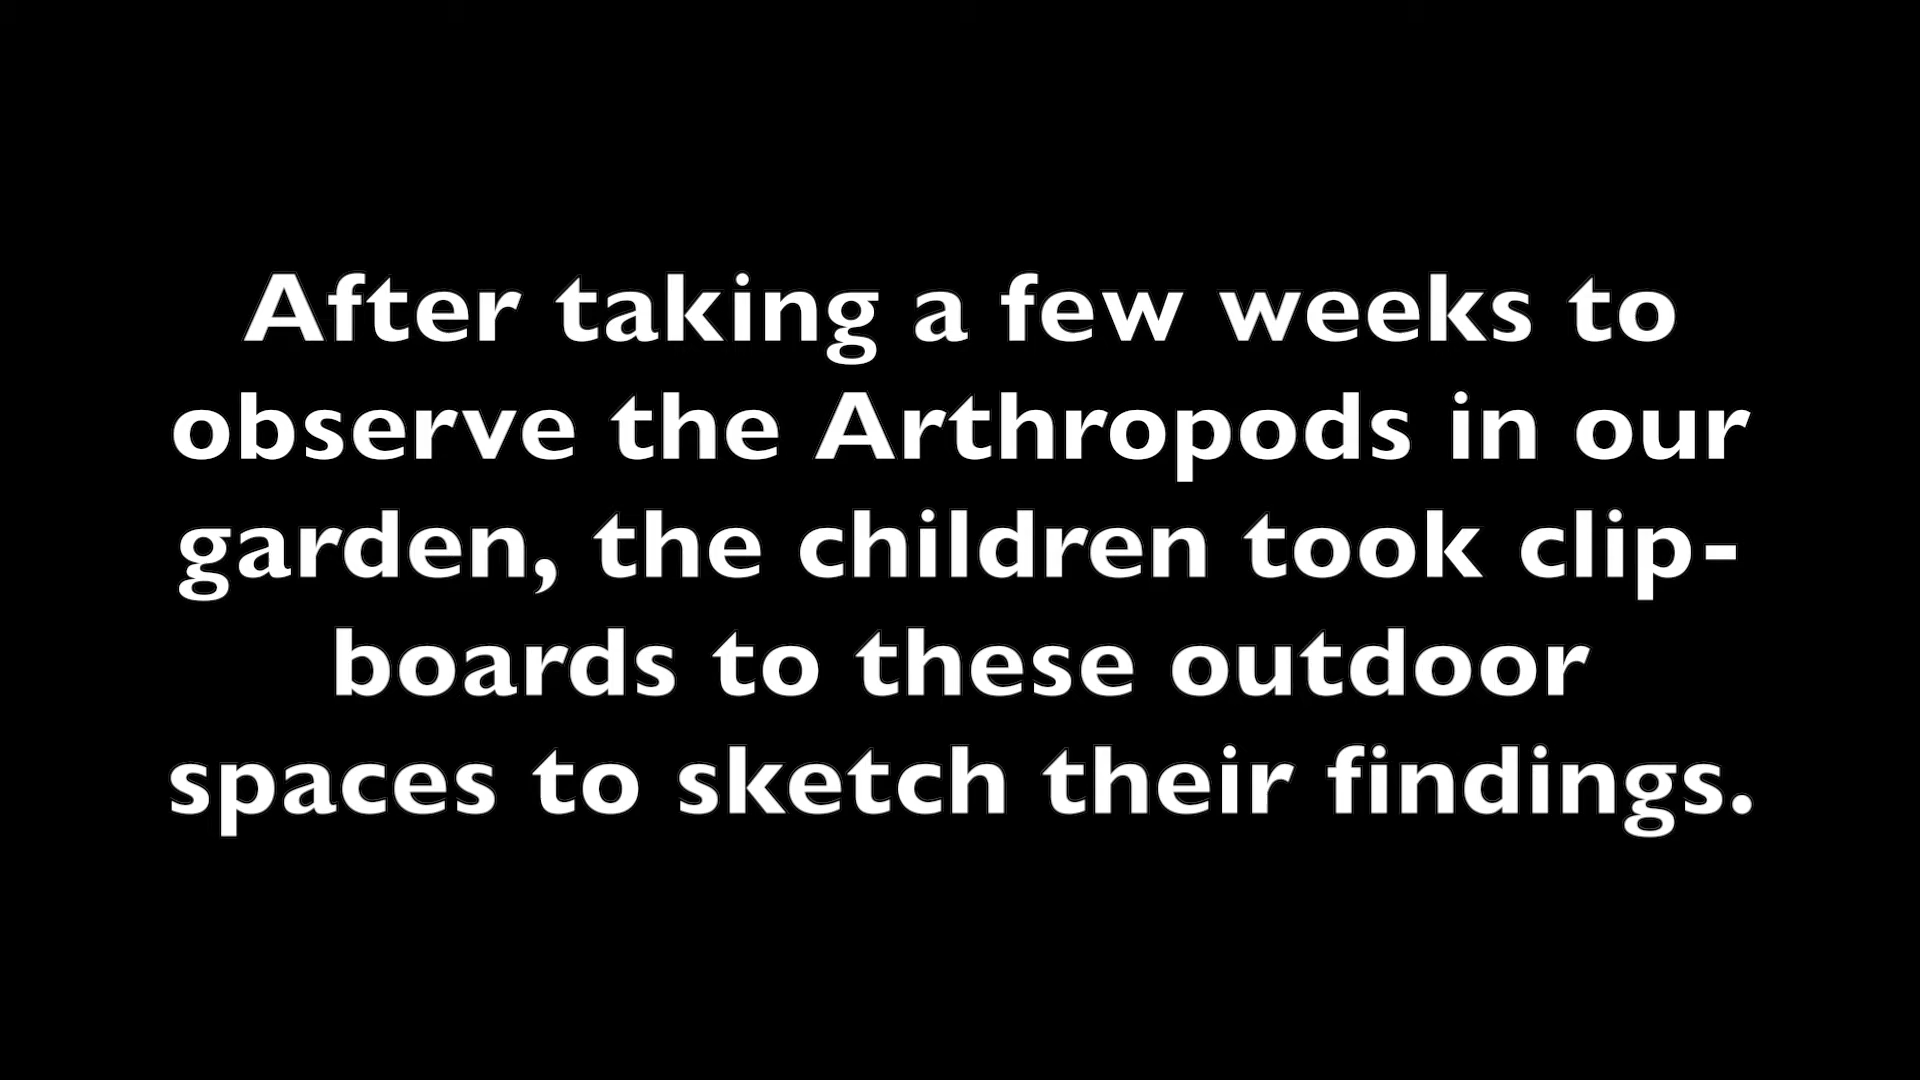 After taking a few weeks to
observe the Arthropods in our
garden, the children took clip-
boards to these outdoor
spaces to sketch their findings.